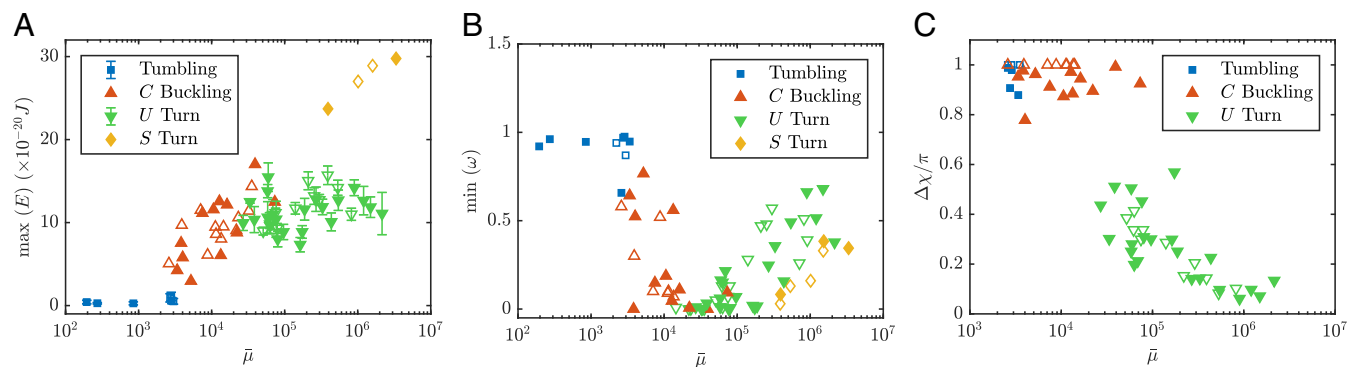 A
max (E) (×10⁻²⁰J)
30
20
10
0
10² 10³ 10⁴ 10⁵ 10⁶ 10⁷
μ̄
Tumbling
C Buckling
U Turn
S Turn
B
min (ω)
1.5
1
0.5
0
10² 10³ 10⁴ 10⁵ 10⁶ 10⁷
μ̄
Tumbling
C Buckling
U Turn
S Turn
C
Δχ/π
1
0.8
0.6
0.4
0.2
0
10³ 10⁴ 10⁵ 10⁶ 10⁷
μ̄
Tumbling
C Buckling
U Turn